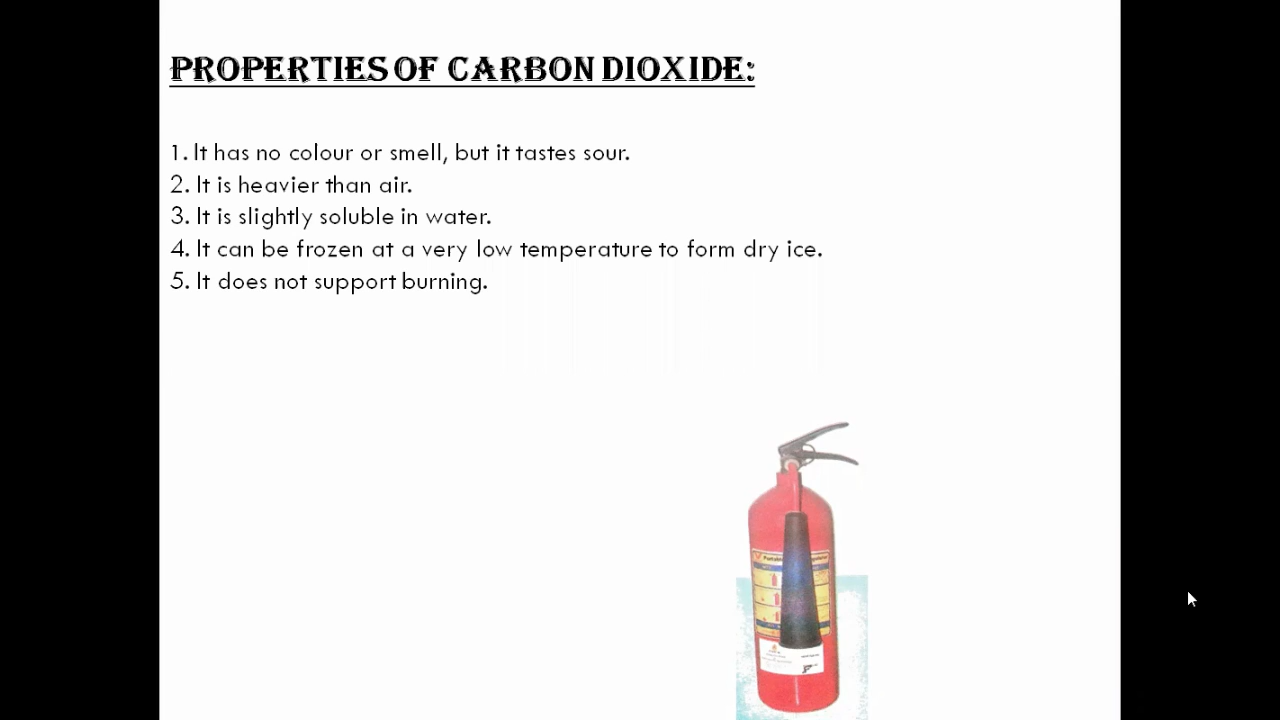 PROPERTIES OF CARBON DIOXIDE:
1. It has no colour or smell, but it tastes sour.
2. It is heavier than air.
3. It is slightly soluble in water.
4. It can be frozen at a very low temperature to form dry ice.
5. It does not support burning.